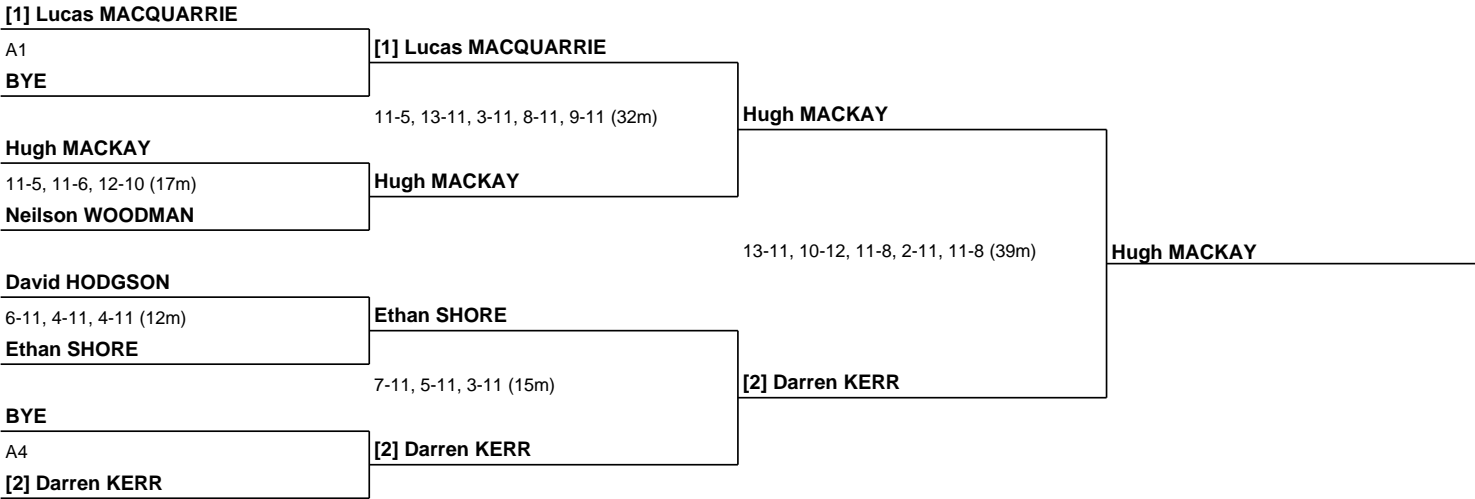 [1] Lucas MACQUARRIE
A1
BYE
Hugh MACKAY
11-5, 11-6, 12-10 (17m)
Neilson WOODMAN
David HODGSON
6-11, 4-11, 4-11 (12m)
Ethan SHORE
BYE
A4
[2] Darren KERR
[1] Lucas MACQUARRIE
11-5, 13-11, 3-11, 8-11, 9-11 (32m)
Hugh MACKAY
Ethan SHORE
7-11, 5-11, 3-11 (15m)
[2] Darren KERR
Hugh MACKAY
13-11, 10-12, 11-8, 2-11, 11-8 (39m)
[2] Darren KERR
Hugh MACKAY